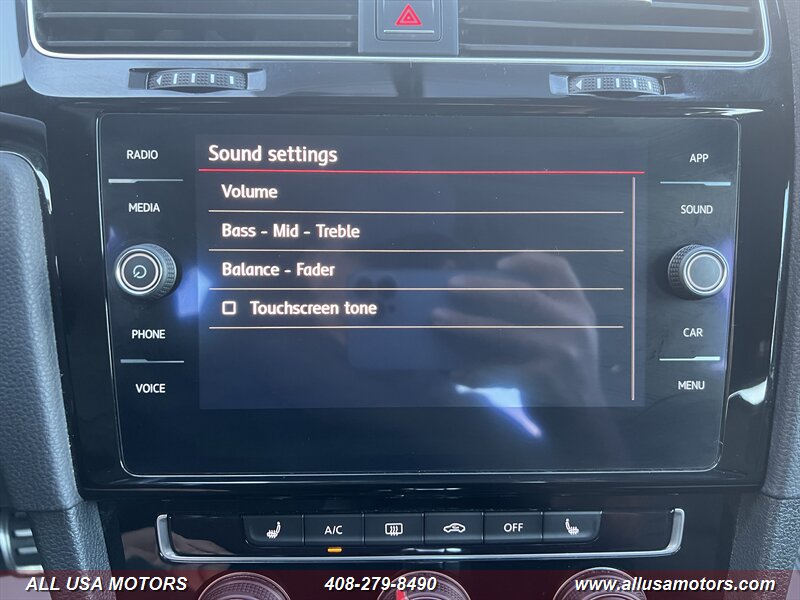 RADIO
MEDIA
PHONE
VOICE
Sound settings
Volume
Bass - Mid - Treble
Balance - Fader
Touchscreen tone
APP
SOUND
CAR
MENU
A/C
OFF
ALL USA MOTORS 408-279-8490 www.allusamotors.com